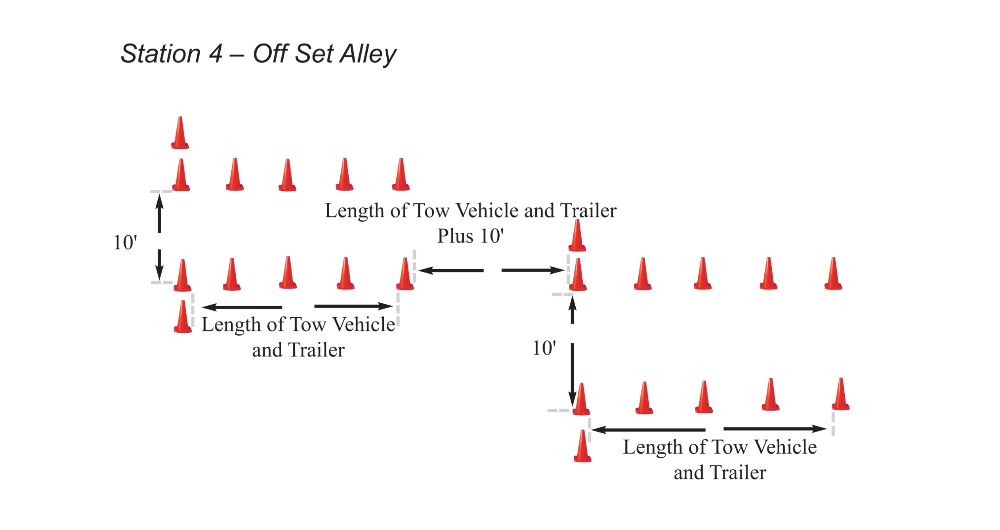 Station 4 – Off Set Alley
Length of Tow Vehicle and Trailer
Plus 10'
10'
Length of Tow Vehicle
and Trailer
10'
Length of Tow Vehicle
and Trailer